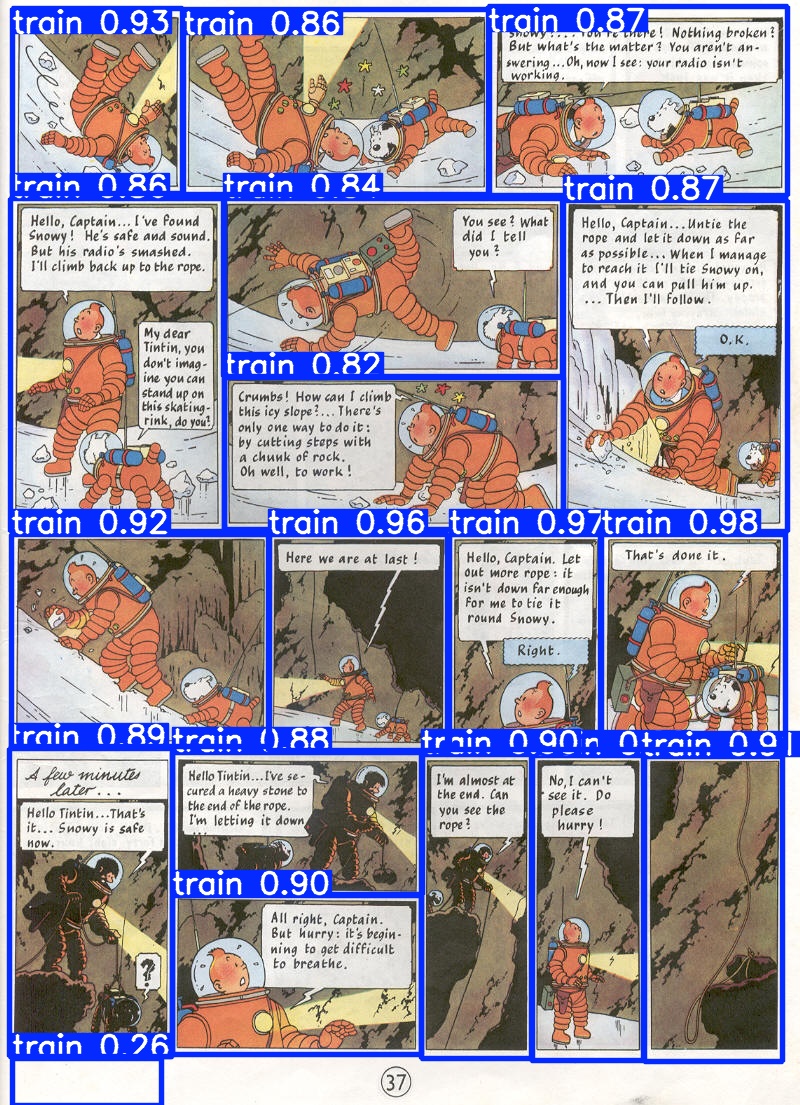 train 0.93
train 0.86
train 0.87
Snowy!... You're there! Nothing broken?
But what's the matter? You aren't an-
swering... Oh, now I see: your radio isn't
working.
train 0.86
Hello, Captain... I've found
Snowy! He's safe and sound.
But his radio's smashed.
I'll climb back up to the rope.
My dear
Tintin, you
don't imag-
ine you can
stand up on
this skating-
rink, do you?
train 0.84
You see? What
did I tell
you?
train 0.82
Crumbs! How can I climb
this icy slope?... There's
only one way to do it:
by cutting steps with
a chunk of rock.
Oh well, to work!
train 0.87
Hello, Captain... Untie the
rope and let it down as far
as possible... When I manage
to reach it I'll tie Snowy on,
and you can pull him up.
... Then I'll follow.
O.K.
train 0.92
train 0.96
Here we are at last!
train 0.97
Hello, Captain. Let
out more rope: it
isn't down far enough
for me to tie it
round Snowy.
Right.
train 0.98
That's done it.
train 0.89
A few minutes
later...
Hello Tintin... That's
it... Snowy is safe
now.
?
train 0.88
Hello Tintin... I've se-
cured a heavy stone to
the end of the rope.
I'm letting it down
...
train 0.90
All right, Captain.
But hurry: it's begin-
ning to get difficult
to breathe.
train 0.90
I'm almost at
the end. Can
you see the
rope?
No, I can't
see it. Do
please
hurry!
train 0.91
train 0.26
37